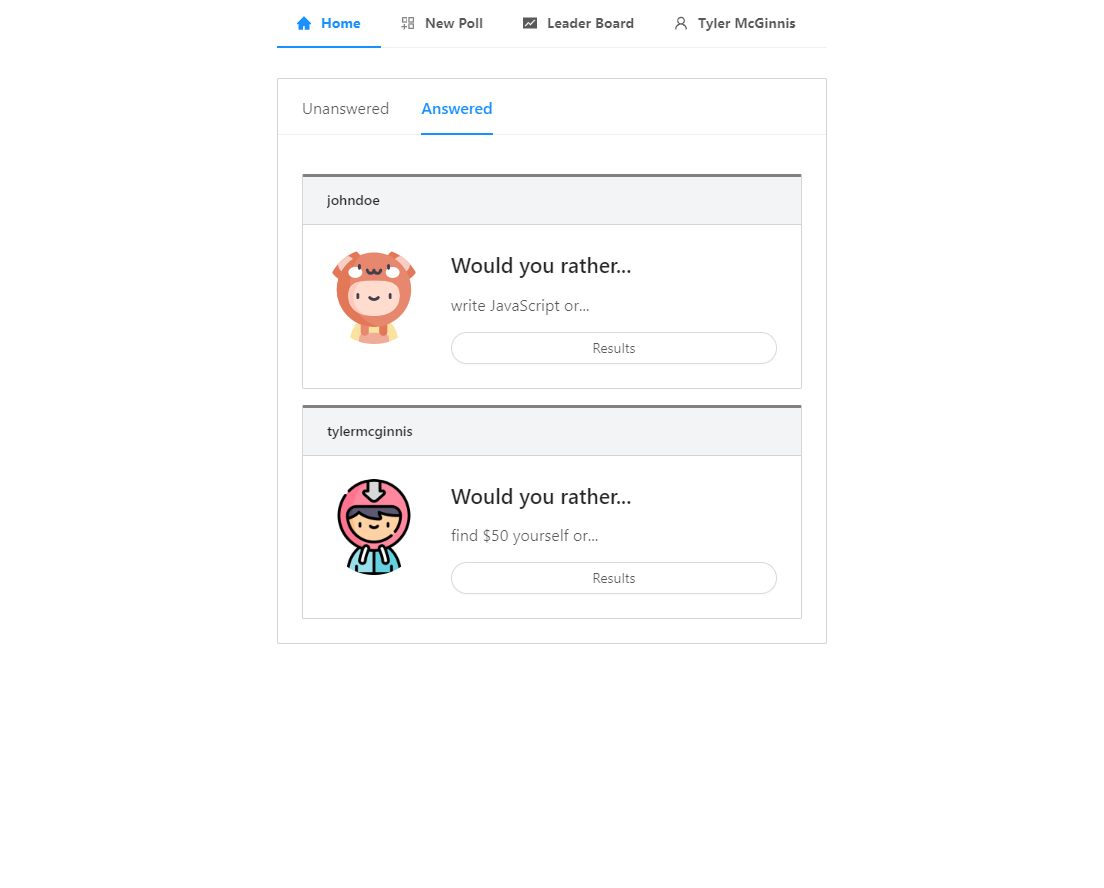 Home New Poll Leader Board Tyler McGinnis
Unanswered Answered
johndoe
Would you rather...
write JavaScript or...
Results
tylermcginnis
Would you rather...
find $50 yourself or...
Results